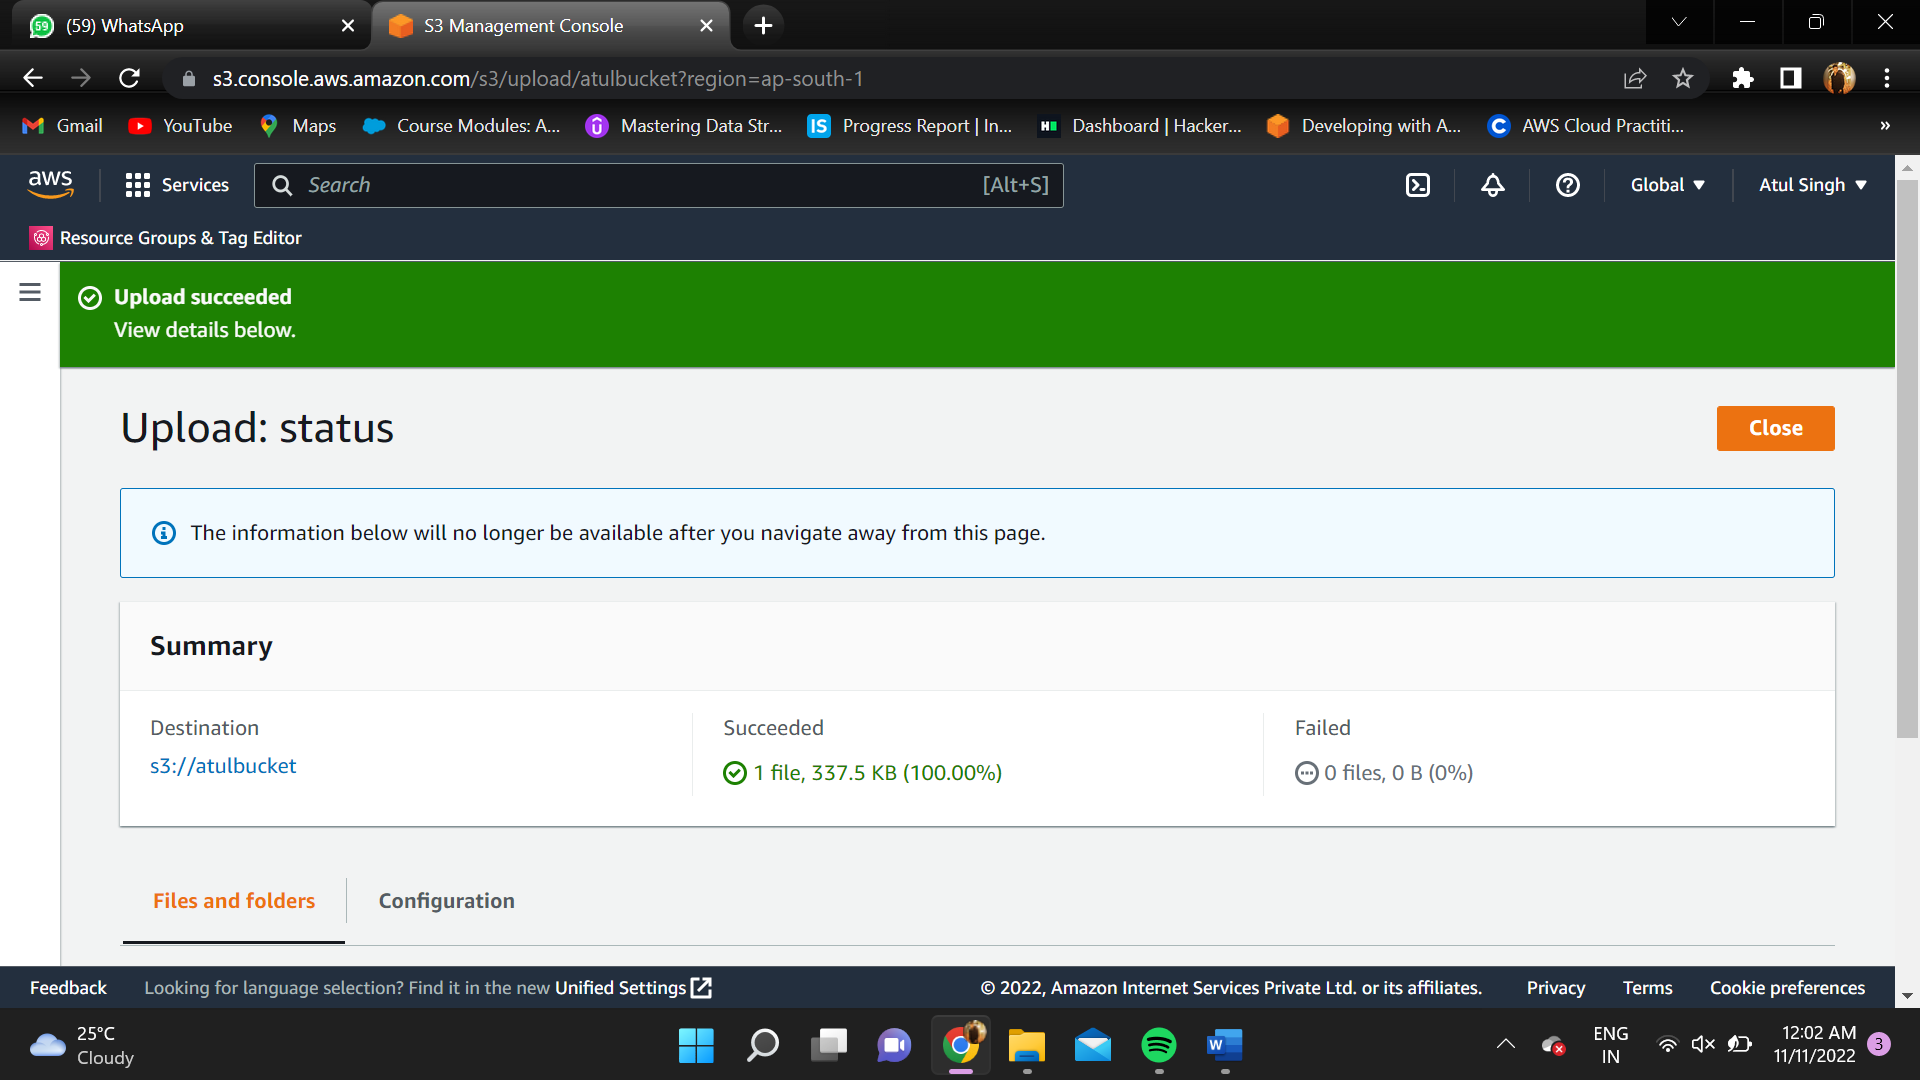 59 (59) WhatsApp
S3 Management Console
s3.console.aws.amazon.com/s3/upload/atulbucket?region=ap-south-1
Gmail
YouTube
Maps
Course Modules: A...
Mastering Data Str...
IS Progress Report | In...
Dashboard | Hacker...
Developing with A...
C AWS Cloud Practiti...
»
aws
Services
Search
[Alt+S]
Global
Atul Singh
Resource Groups & Tag Editor
Upload succeeded
View details below.
Upload: status
Close
The information below will no longer be available after you navigate away from this page.
Summary
Destination
s3://atulbucket
Succeeded
1 file, 337.5 KB (100.00%)
Failed
0 files, 0 B (0%)
Files and folders
Configuration
Feedback
Looking for language selection? Find it in the new Unified Settings
© 2022, Amazon Internet Services Private Ltd. or its affiliates.
Privacy
Terms
Cookie preferences
25°C
Cloudy
W
ENG
IN
12:02 AM
11/11/2022
3